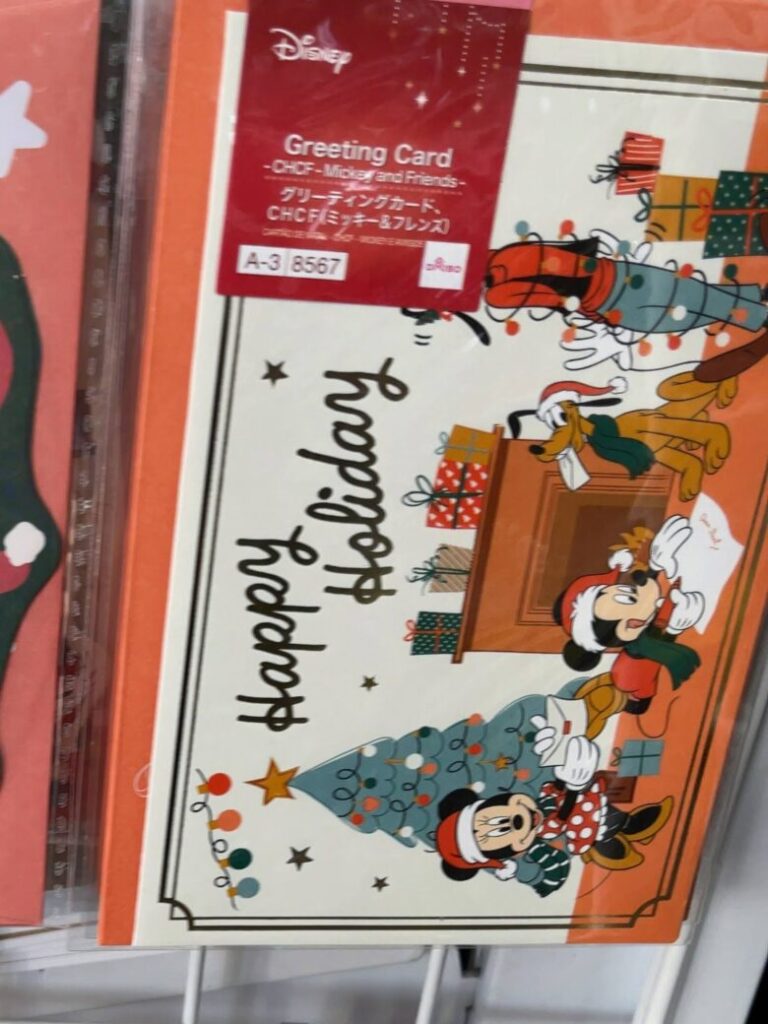 Disney
Greeting Card
-CHCF-Mickey and Friends-
グリーティングカード、
CHCF(ミッキー&フレンズ)
A-3 8567
DAISO
Happy
Holiday